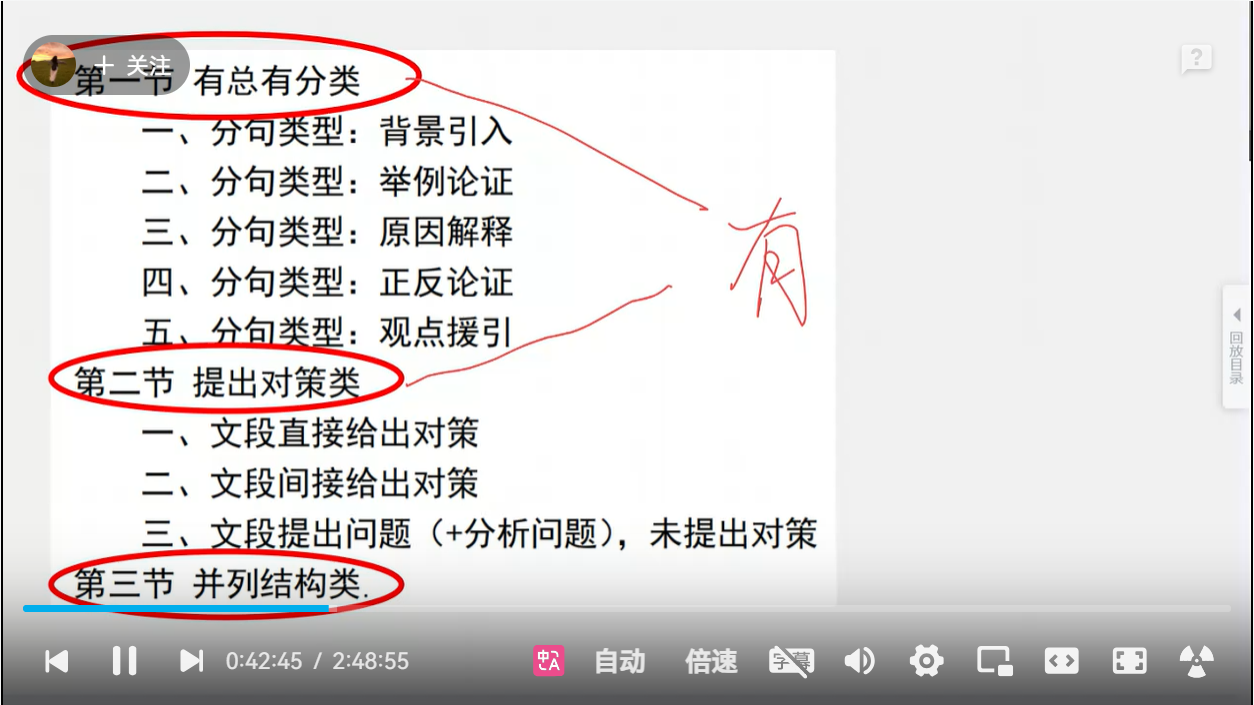 + 关注
第一节 有总有分类
一、分句类型：背景引入
二、分句类型：举例论证
三、分句类型：原因解释
四、分句类型：正反论证
五、分句类型：观点援引
有
第二节 提出对策类
一、文段直接给出对策
二、文段间接给出对策
三、文段提出问题（+分析问题），未提出对策
第三节 并列结构类.
?
回放目录
0:42:45 / 2:48:55
中A
自动
倍速
字幕